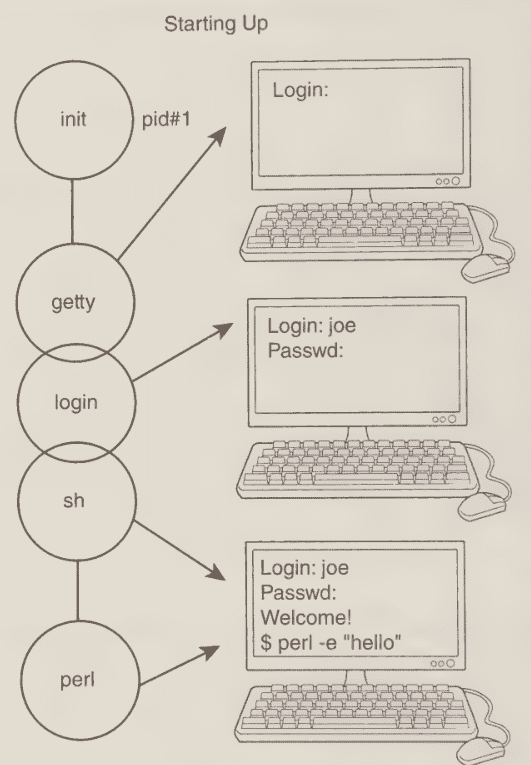 Starting Up
init
pid#1
Login:
getty
Login: joe
Passwd:
login
sh
Login: joe
Passwd:
Welcome!
$ perl -e "hello"
perl